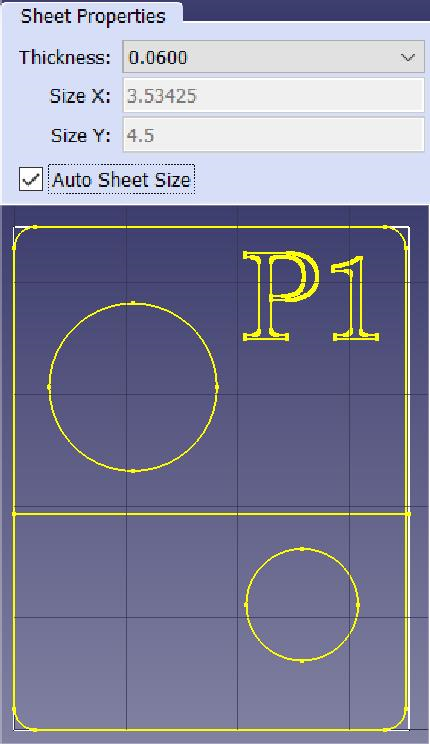 Sheet Properties
Thickness: 0.0600
Size X: 3.53425
Size Y: 4.5
Auto Sheet Size
P1